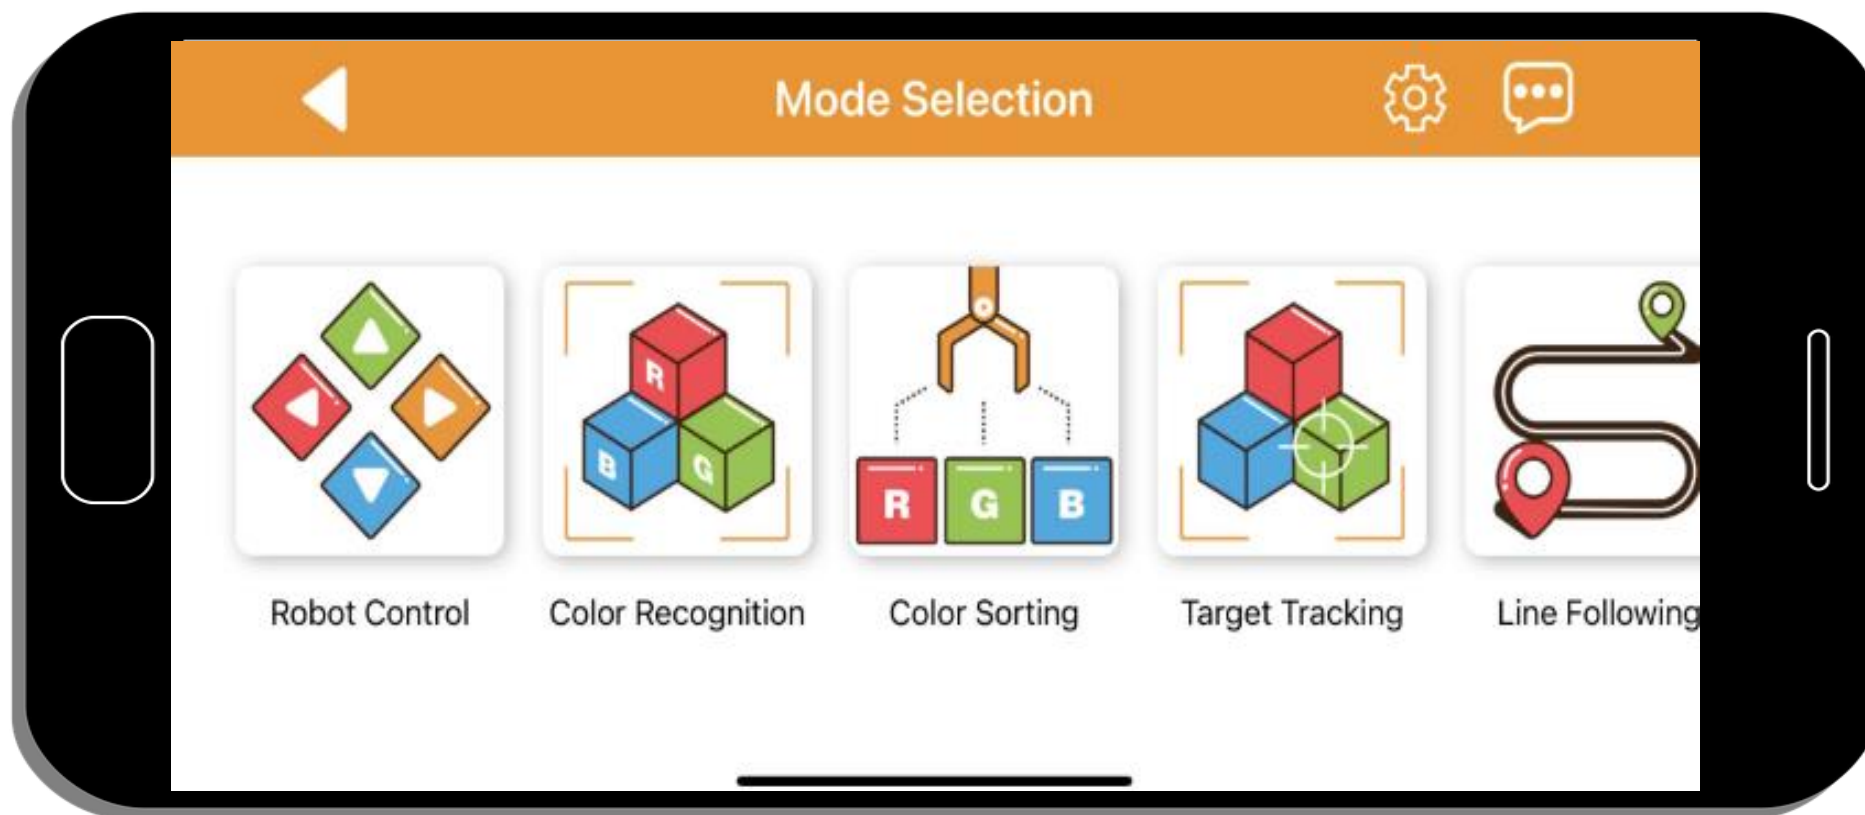 Mode Selection
R
B G
R G B
Robot Control
Color Recognition
Color Sorting
Target Tracking
Line Following